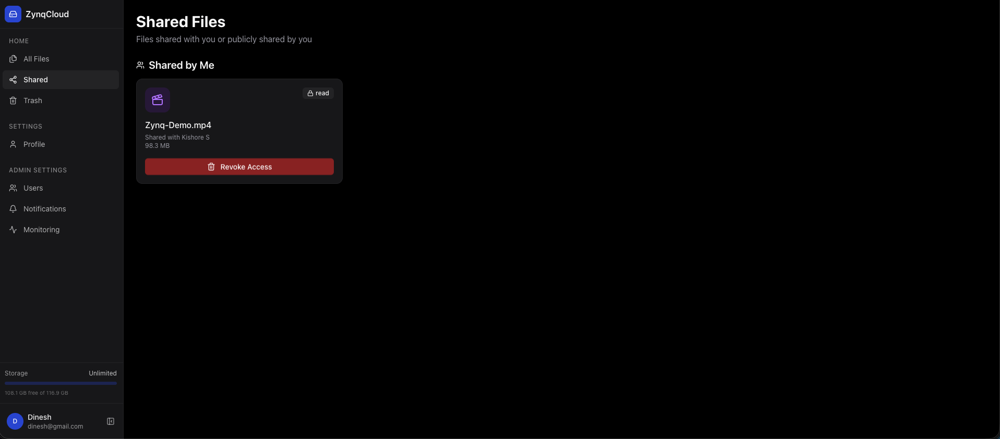 ZynqCloud
HOME
All Files
Shared
Trash
SETTINGS
Profile
ADMIN SETTINGS
Users
Notifications
Monitoring
Storage Unlimited
108.1 GB free of 116.9 GB
D
Dinesh
dinesh@gmail.com
Shared Files
Files shared with you or publicly shared by you
Shared by Me
read
Zynq-Demo.mp4
Shared with Kishore S
98.3 MB
Revoke Access